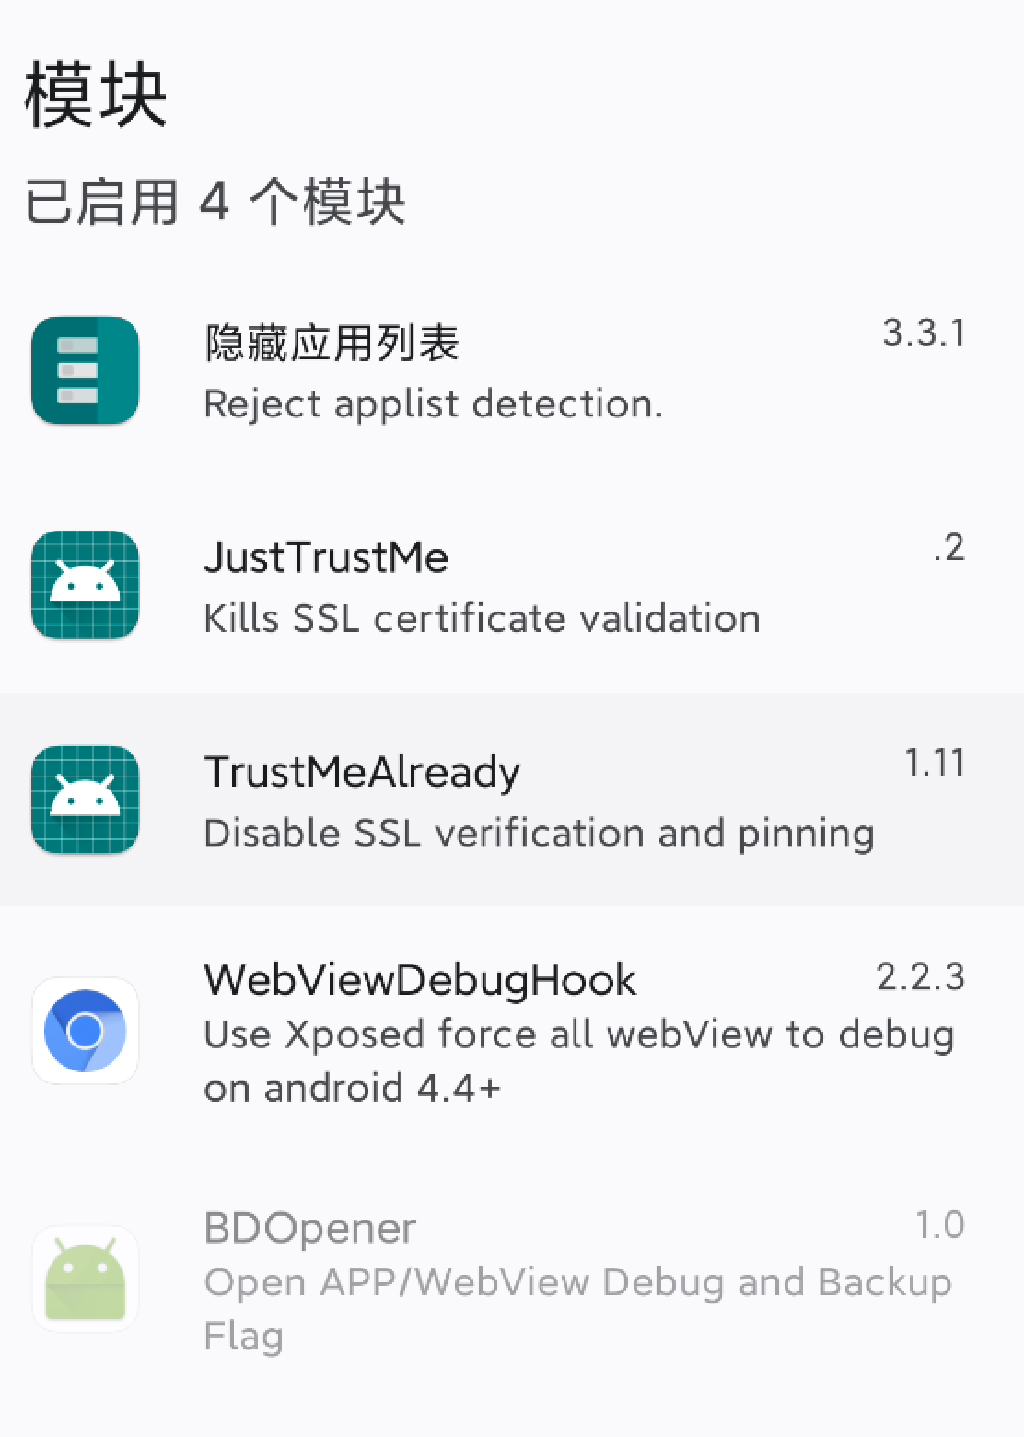 模块
已启用 4 个模块
隐藏应用列表
3.3.1
Reject applist detection.
JustTrustMe
.2
Kills SSL certificate validation
TrustMeAlready
1.11
Disable SSL verification and pinning
WebViewDebugHook
2.2.3
Use Xposed force all webView to debug
on android 4.4+
BDOpener
1.0
Open APP/WebView Debug and Backup
Flag